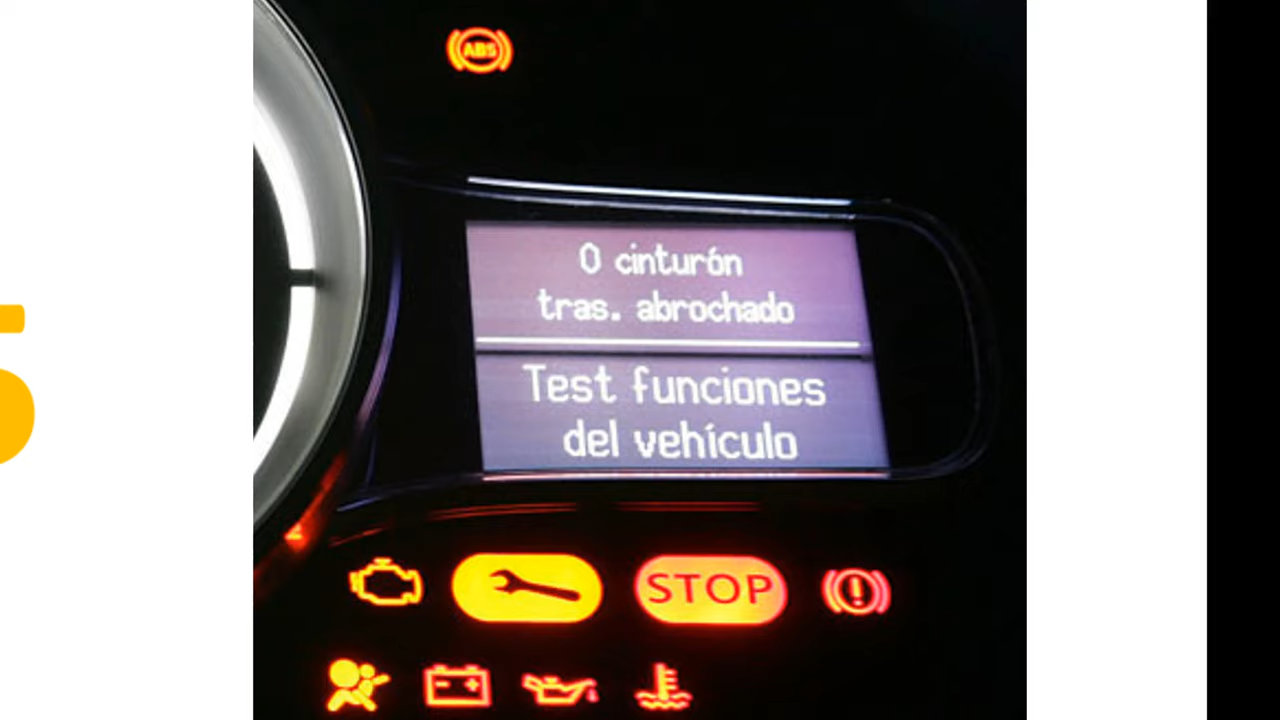 ABS
0 cinturón
tras. abrochado
Test funciones
del vehículo
STOP